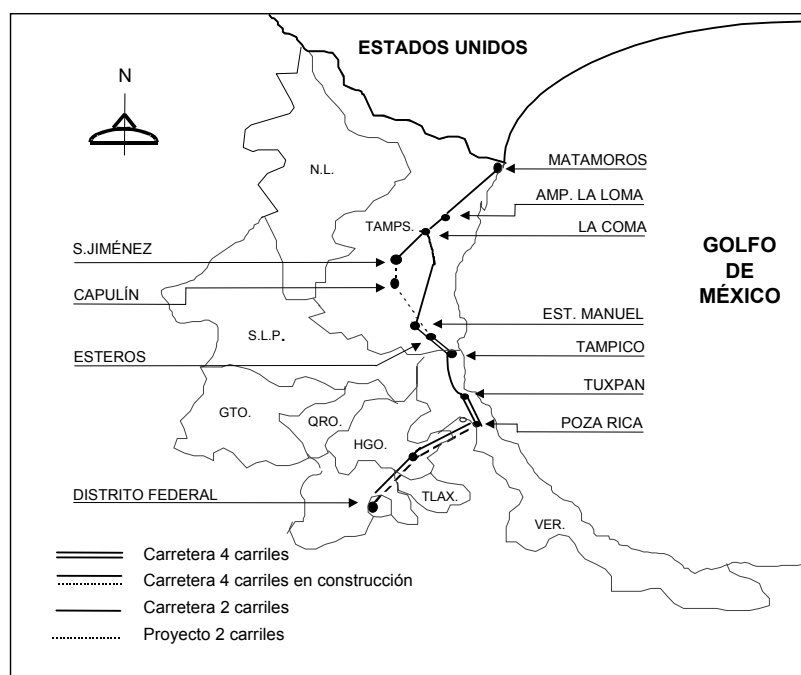 ESTADOS UNIDOS
N
MATAMOROS
N.L.
AMP. LA LOMA
TAMPS.
LA COMA
S.JIMÉNEZ
GOLFO
DE
MÉXICO
CAPULÍN
EST. MANUEL
S.L.P.
ESTEROS
TAMPICO
TUXPAN
GTO.
QRO.
POZA RICA
HGO.
DISTRITO FEDERAL
TLAX.
VER.
Carretera 4 carriles
Carretera 4 carriles en construcción
Carretera 2 carriles
Proyecto 2 carriles